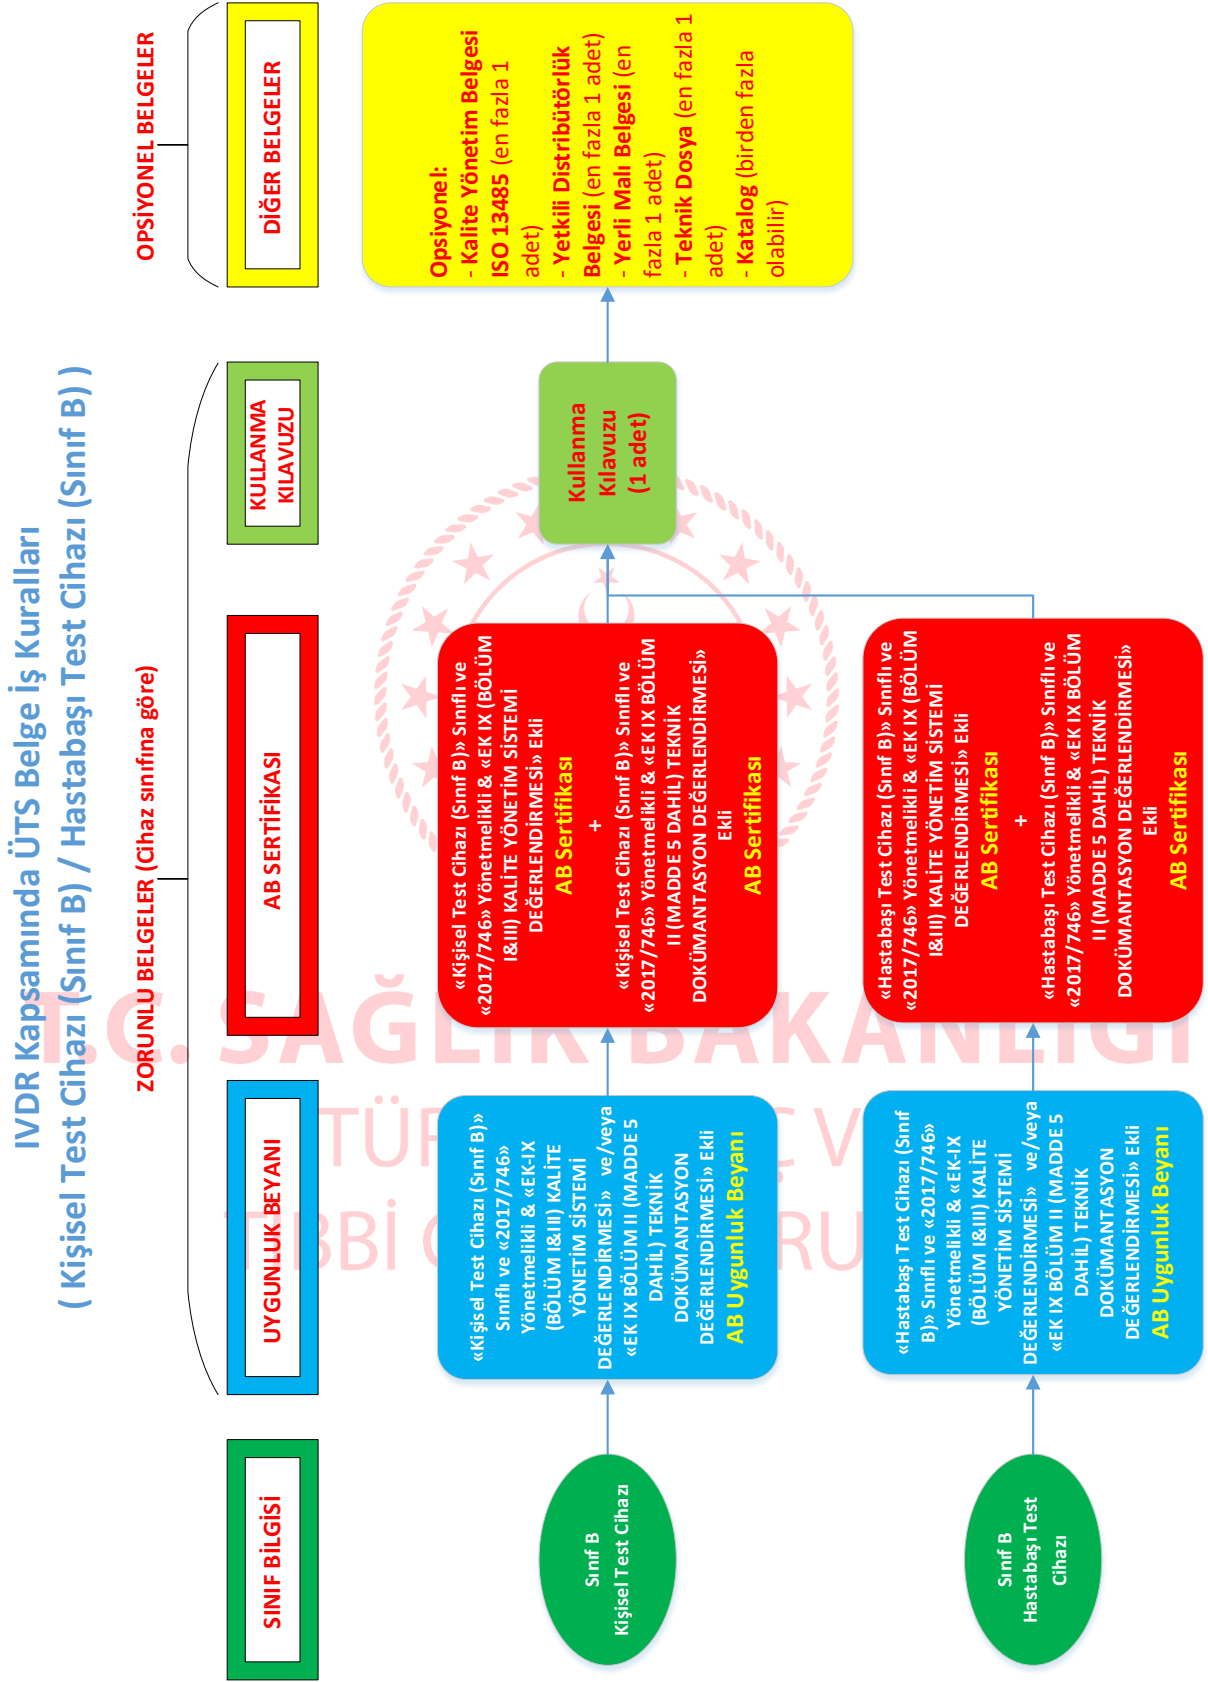 IVDR Kapsamında ÜTS Belge İş Kuralları
( Kişisel Test Cihazı (Sınıf B) / Hastabaşı Test Cihazı (Sınıf B) )
ZORUNLU BELGELER (Cihaz sınıfına göre)
OPSİYONEL BELGELER
SINIF BİLGİSİ
UYGUNLUK BEYANI
AB SERTİFİKASI
KULLANMA
KILAVUZU
DİĞER BELGELER
Sınıf B
Kişisel Test Cihazı
«Kişisel Test Cihazı (Sınıf B)»
Sınıflı ve «2017/746»
Yönetmelikli & «EK-IX
(BÖLÜM I&III) KALİTE
YÖNETİM SİSTEMİ
DEĞERLENDİRMESİ» ve/veya
«EK IX BÖLÜM II (MADDE 5
DAHİL) TEKNİK
DOKÜMANTASYON
DEĞERLENDİRMESİ» Ekli
AB Uygunluk Beyanı
«Kişisel Test Cihazı (Sınıf B)» Sınıflı ve
«2017/746» Yönetmelikli & «EK IX (BÖLÜM
I&III) KALİTE YÖNETİM SİSTEMİ
DEĞERLENDİRMESİ» Ekli
AB Sertifikası
+
«Kişisel Test Cihazı (Sınıf B)» Sınıflı ve
«2017/746» Yönetmelikli & «EK IX BÖLÜM
II (MADDE 5 DAHİL) TEKNİK
DOKÜMANTASYON DEĞERLENDİRMESİ»
Ekli
AB Sertifikası
Kullanma
Kılavuzu
(1 adet)
Opsiyonel:
- Kalite Yönetim Belgesi
ISO 13485 (en fazla 1
adet)
- Yetkili Distribütörlük
Belgesi (en fazla 1 adet)
- Yerli Malı Belgesi (en
fazla 1 adet)
- Teknik Dosya (en fazla 1
adet)
- Katalog (birden fazla
olabilir)
Sınıf B
Hastabaşı Test
Cihazı
«Hastabaşı Test Cihazı (Sınıf
B)» Sınıflı ve «2017/746»
Yönetmelikli & «EK-IX
(BÖLÜM I&III) KALİTE
YÖNETİM SİSTEMİ
DEĞERLENDİRMESİ» ve/veya
«EK IX BÖLÜM II (MADDE 5
DAHİL) TEKNİK
DOKÜMANTASYON
DEĞERLENDİRMESİ» Ekli
AB Uygunluk Beyanı
«Hastabaşı Test Cihazı (Sınıf B)» Sınıflı ve
«2017/746» Yönetmelikli & «EK IX (BÖLÜM
I&III) KALİTE YÖNETİM SİSTEMİ
DEĞERLENDİRMESİ» Ekli
AB Sertifikası
+
«Hastabaşı Test Cihazı (Sınıf B)» Sınıflı ve
«2017/746» Yönetmelikli & «EK IX BÖLÜM
II (MADDE 5 DAHİL) TEKNİK
DOKÜMANTASYON DEĞERLENDİRMESİ»
Ekli
AB Sertifikası
T.C. SAĞLIK BAKANLIĞI